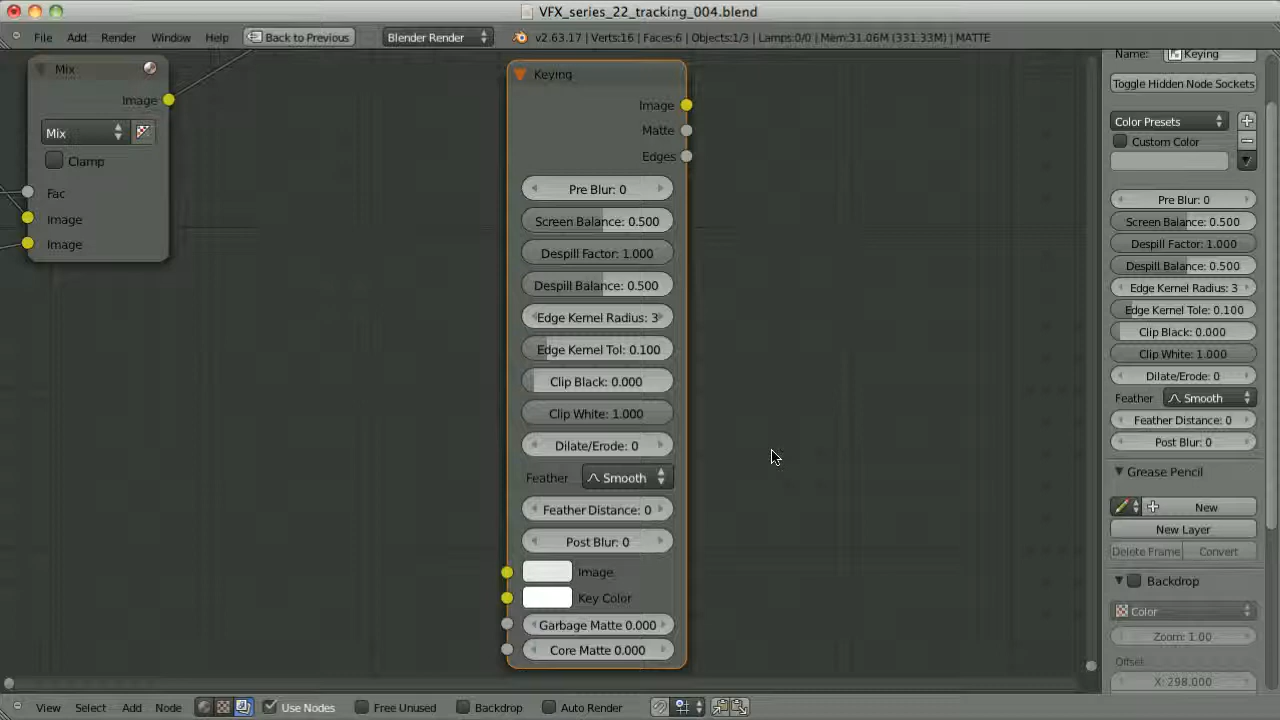 VFX_series_22_tracking_004.blend
File Add Render Window Help Back to Previous Blender Render v2.63.17 | Verts:16 | Faces:6 | Objects:1/3 | Lamps:0/0 | Mem:31.06M (331.33M) | MATTE
Mix
Image
Mix
Clamp
Fac
Image
Image
Keying
Image
Matte
Edges
Pre Blur: 0
Screen Balance: 0.500
Despill Factor: 1.000
Despill Balance: 0.500
Edge Kernel Radius: 3
Edge Kernel Tol: 0.100
Clip Black: 0.000
Clip White: 1.000
Dilate/Erode: 0
Feather Smooth
Feather Distance: 0
Post Blur: 0
Image
Key Color
Garbage Matte 0.000
Core Matte 0.000
Name: Keying
Toggle Hidden Node Sockets
Color Presets
Custom Color
Pre Blur: 0
Screen Balance: 0.500
Despill Factor: 1.000
Despill Balance: 0.500
Edge Kernel Radius: 3
Edge Kernel Tole: 0.100
Clip Black: 0.000
Clip White: 1.000
Dilate/Erode: 0
Feather Smooth
Feather Distance: 0
Post Blur: 0
Grease Pencil
New
New Layer
Delete Frame Convert
Backdrop
Color
Zoom: 1.00
Offset:
X: 298.000
View Select Add Node Use Nodes Free Unused Backdrop Auto Render